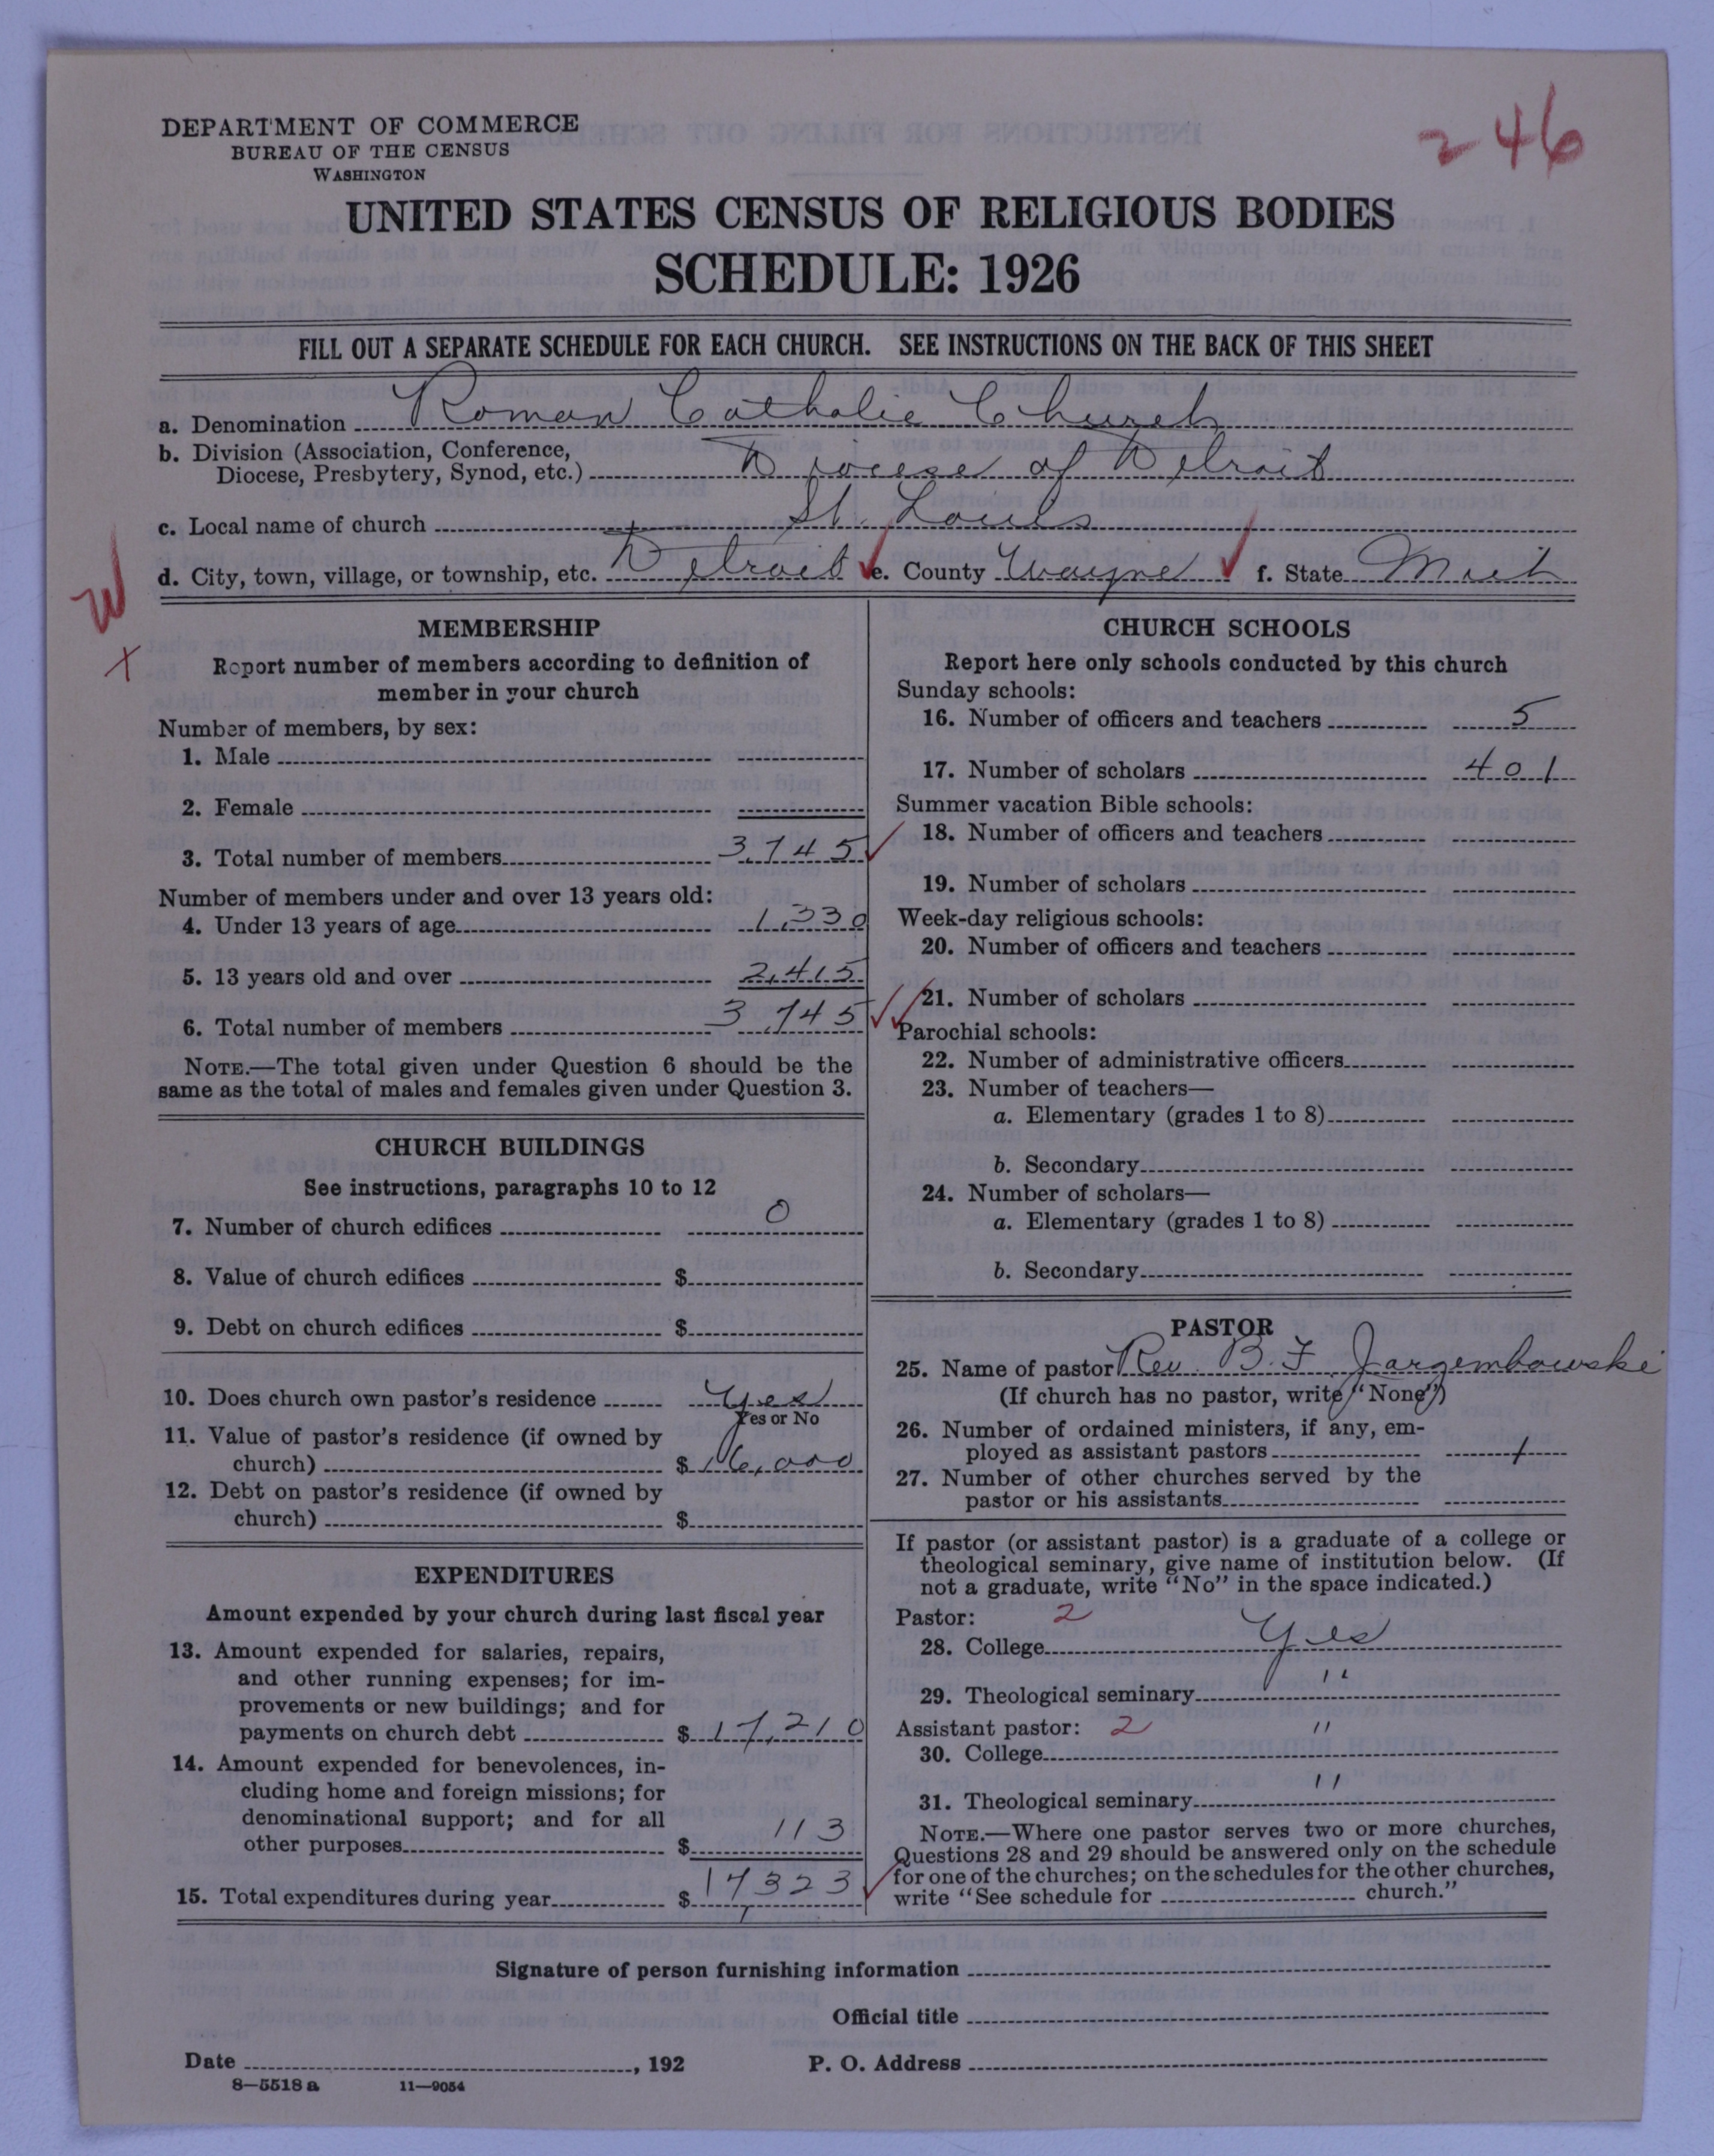 246
DEPARTMENT OF COMMERCE
BUREAU OF THE CENSUS
WASHINGTON
UNITED STATES CENSUS OF RELIGIOUS BODIES
SCHEDULE: 1926
FILL OUT A SEPARATE SCHEDULE FOR EACH CHURCH. SEE INSTRUCTIONS ON THE BACK OF THIS SHEET
a. Denomination Roman Catholic Church
b. Division (Association, Conference,
Diocese, Presbytery, Synod, etc.) Diocese of Detroit
c. Local name of church St. Louis
d. City, town, village, or township, etc. Detroit e. County Wayne f. State Mich
MEMBERSHIP
Report number of members according to definition of
member in your church
Number of members, by sex:
1. Male
2. Female
3. Total number of members 3,745
Number of members under and over 13 years old:
4. Under 13 years of age 1,330
5. 13 years old and over 2,415
6. Total number of members 3,745
NOTE.—The total given under Question 6 should be the
same as the total of males and females given under Question 3.
CHURCH BUILDINGS
See instructions, paragraphs 10 to 12
7. Number of church edifices 0
8. Value of church edifices $
9. Debt on church edifices $
10. Does church own pastor's residence yes
Yes or No
11. Value of pastor's residence (if owned by
church) $ 16,000
12. Debt on pastor's residence (if owned by
church) $
EXPENDITURES
Amount expended by your church during last fiscal year
13. Amount expended for salaries, repairs,
and other running expenses; for im-
provements or new buildings; and for
payments on church debt $ 17,210
14. Amount expended for benevolences, in-
cluding home and foreign missions; for
denominational support; and for all
other purposes $ 113
15. Total expenditures during year $ 17,323
CHURCH SCHOOLS
Report here only schools conducted by this church
Sunday schools:
16. Number of officers and teachers 5
17. Number of scholars 401
Summer vacation Bible schools:
18. Number of officers and teachers
19. Number of scholars
Week-day religious schools:
20. Number of officers and teachers
21. Number of scholars
Parochial schools:
22. Number of administrative officers
23. Number of teachers—
a. Elementary (grades 1 to 8)
b. Secondary
24. Number of scholars—
a. Elementary (grades 1 to 8)
b. Secondary
PASTOR
25. Name of pastor Rev. B. F. Jarzembowski
(If church has no pastor, write "None")
26. Number of ordained ministers, if any, em-
ployed as assistant pastors 1
27. Number of other churches served by the
pastor or his assistants
If pastor (or assistant pastor) is a graduate of a college or
theological seminary, give name of institution below. (If
not a graduate, write "No" in the space indicated.)
Pastor: 2
28. College Yes
29. Theological seminary "
Assistant pastor: 2
30. College "
31. Theological seminary "
NOTE.—Where one pastor serves two or more churches,
Questions 28 and 29 should be answered only on the schedule
for one of the churches; on the schedules for the other churches,
write "See schedule for church."
Signature of person furnishing information
Official title
Date , 192 P. O. Address
8—5518 a 11—9054